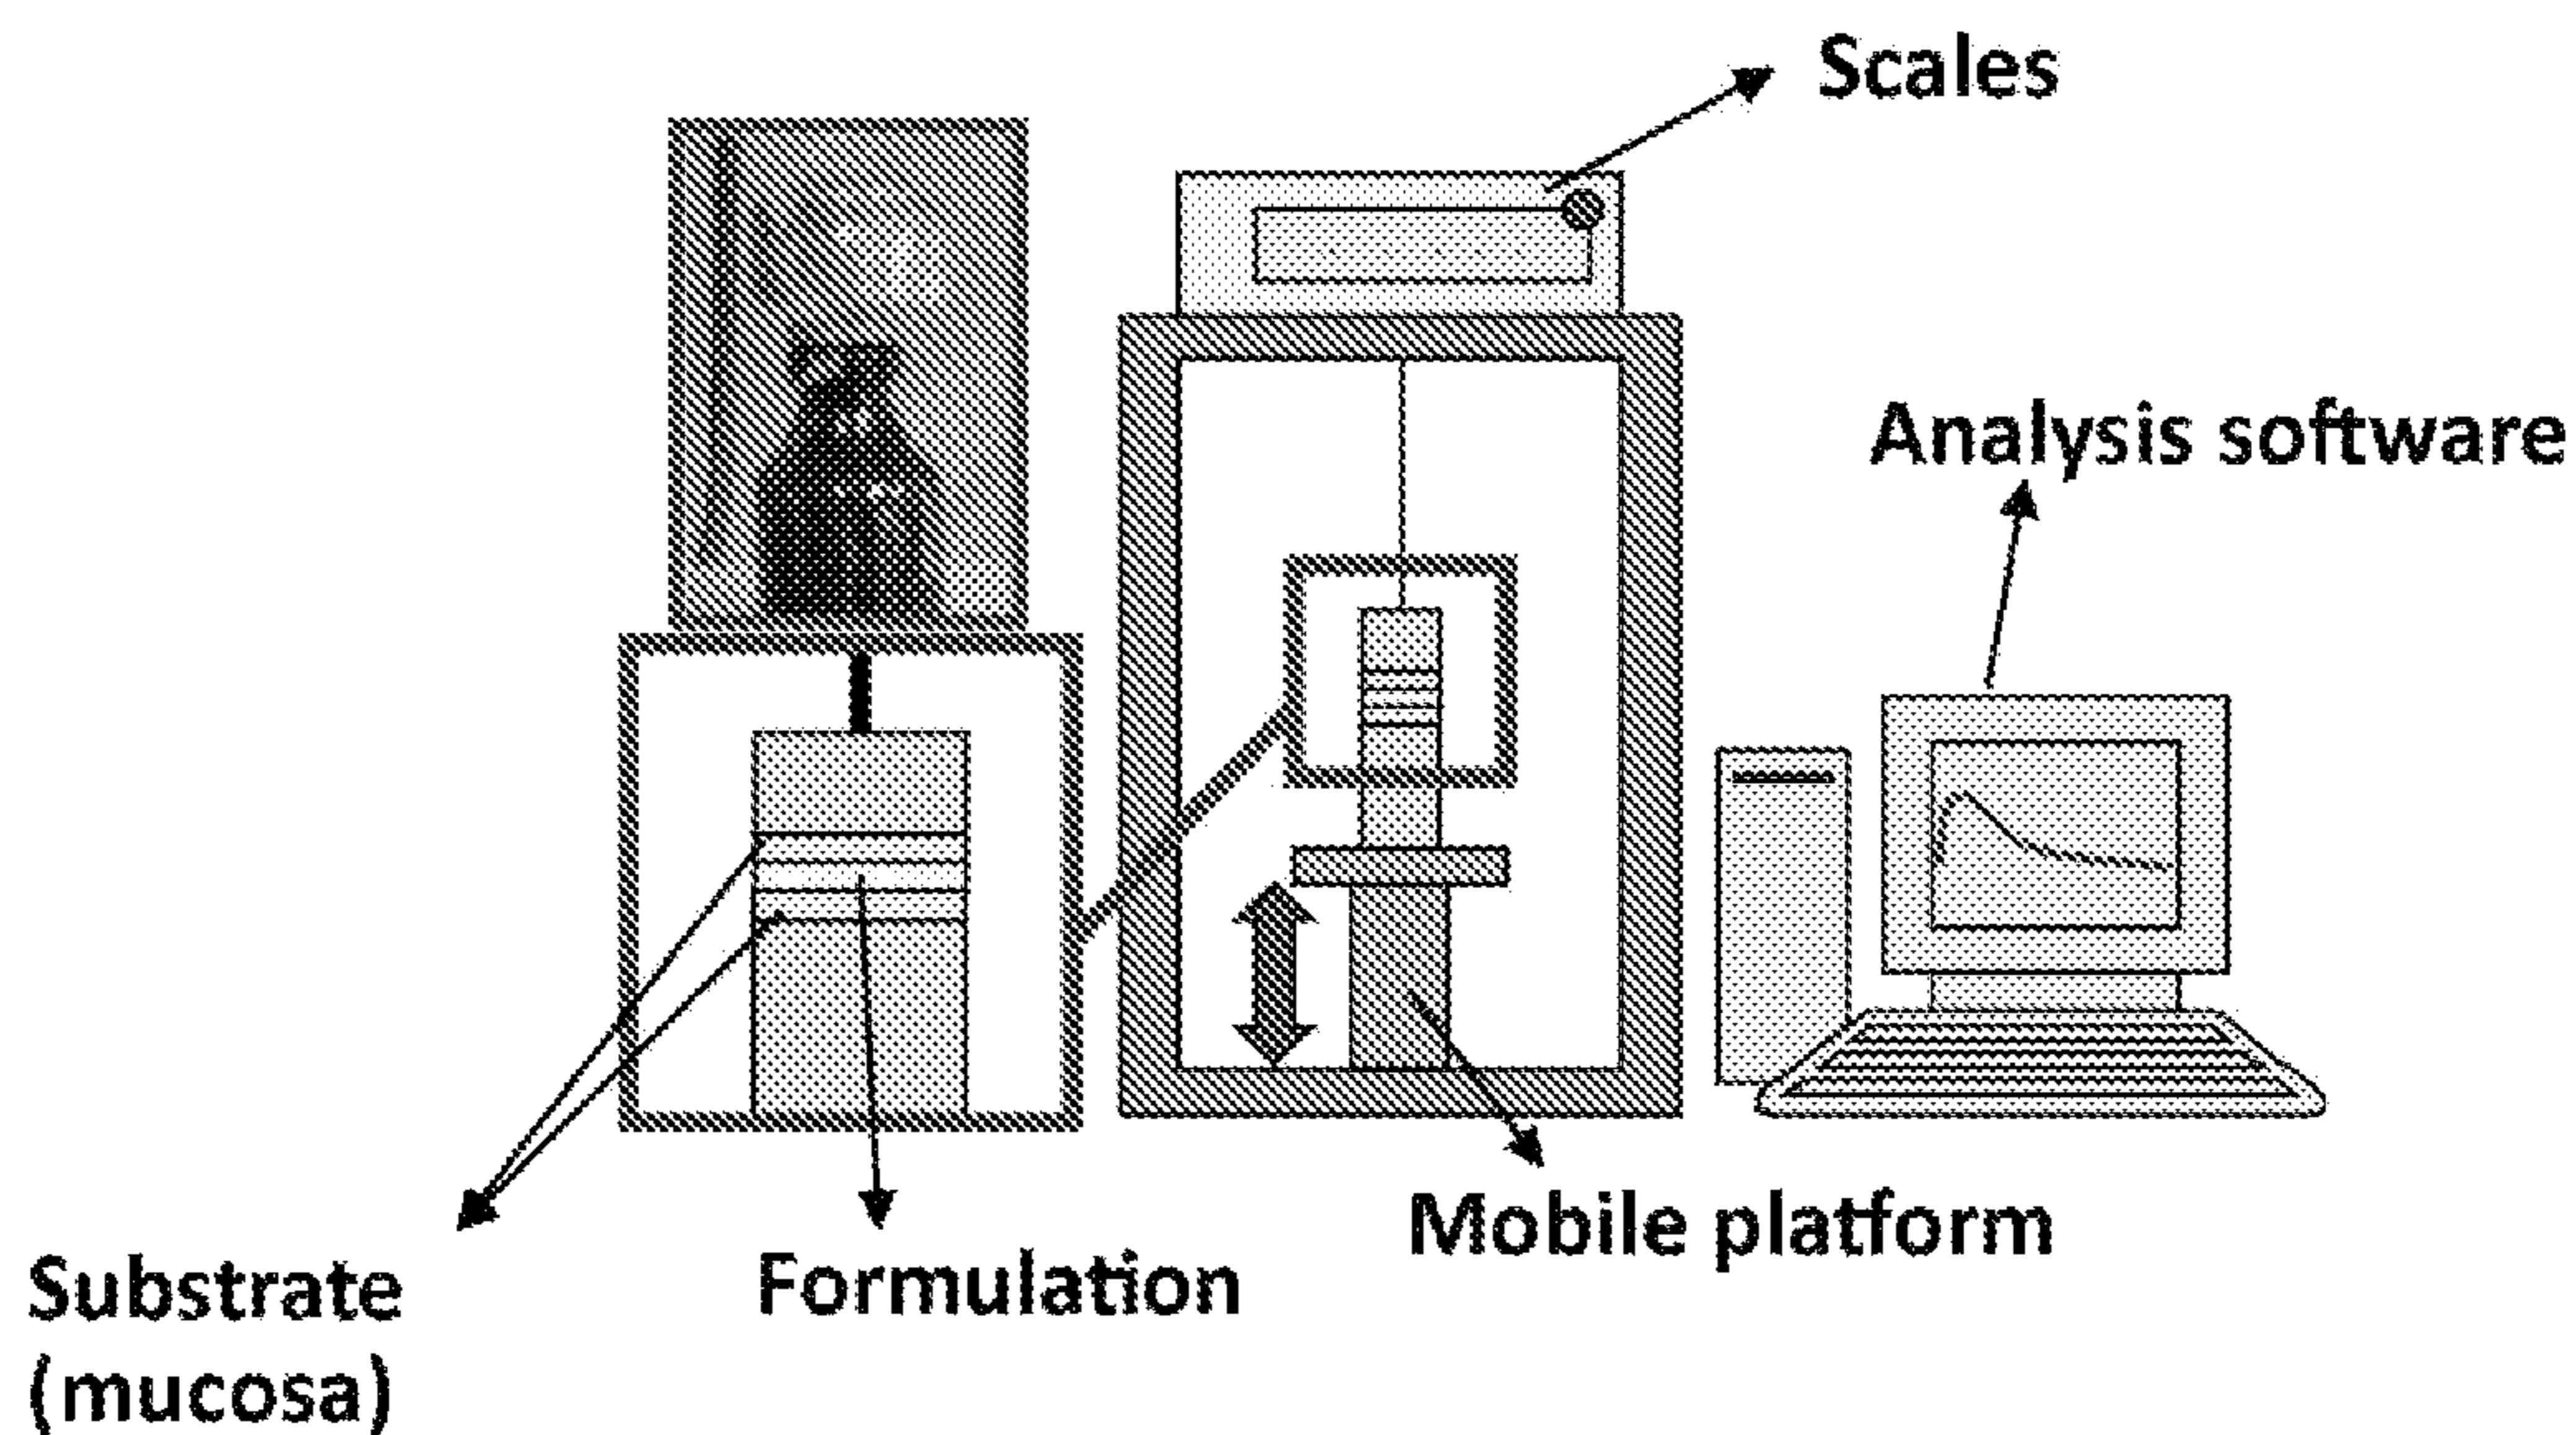 Scales
Analysis software
Mobile platform
Formulation
Substrate
(mucosa)